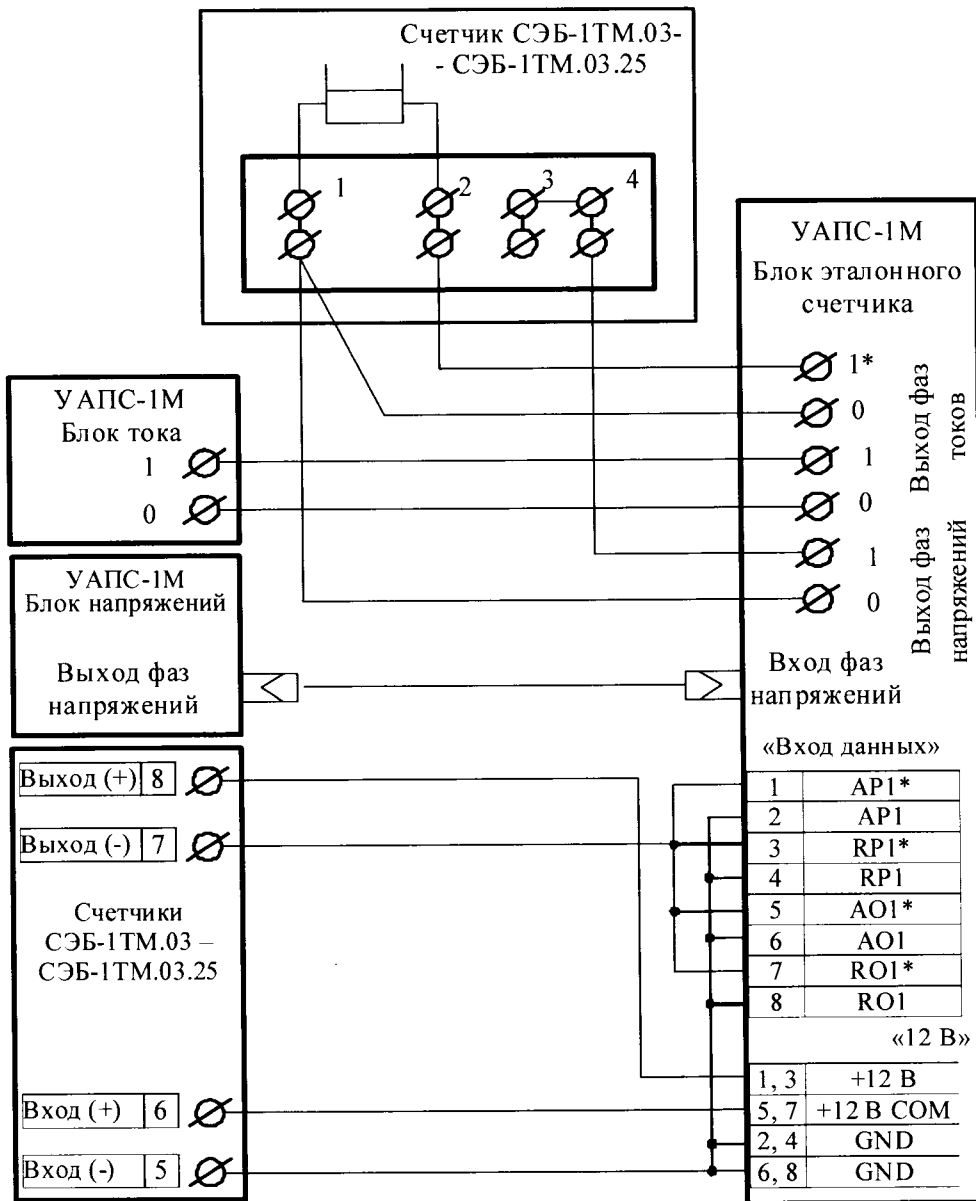 Счетчик СЭБ-1ТМ.03-
- СЭБ-1ТМ.03.25
1
2
3
4
УАПС-1М
Блок эталонного
счетчика
1*
0
1
0
Выход фаз
токов
1
0
Выход фаз
напряжений
УАПС-1М
Блок тока
1
0
УАПС-1М
Блок напряжений
Выход фаз
напряжений
Вход фаз
напряжений
Выход (+) 8
Выход (-) 7
Счетчики
СЭБ-1ТМ.03 –
СЭБ-1ТМ.03.25
Вход (+) 6
Вход (-) 5
«Вход данных»
1 AP1*
2 AP1
3 RP1*
4 RP1
5 AO1*
6 AO1
7 RO1*
8 RO1
«12 В»
1, 3 +12 В
5, 7 +12 В COM
2, 4 GND
6, 8 GND